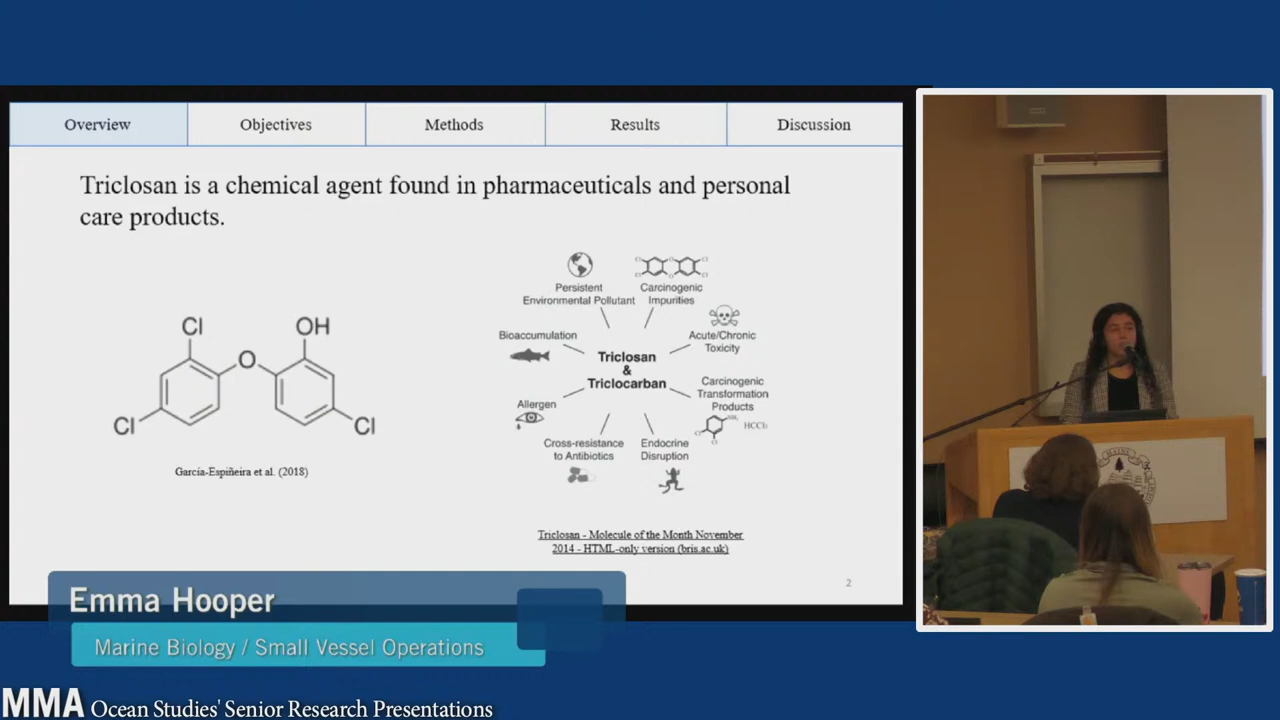 Overview
Objectives
Methods
Results
Discussion
Triclosan is a chemical agent found in pharmaceuticals and personal
care products.
Cl
OH
O
Cl
Cl
García-Espiñeira et al. (2018)
Persistent
Environmental Pollutant
Carcinogenic
Impurities
Bioaccumulation
Acute/Chronic
Toxicity
Triclosan
&
Triclocarban
Allergen
Carcinogenic
Transformation
Products
HCCl₃
Cross-resistance
to Antibiotics
Endocrine
Disruption
Triclosan - Molecule of the Month November
2014 - HTML-only version (bris.ac.uk)
2
Emma Hooper
Marine Biology / Small Vessel Operations
MMA Ocean Studies' Senior Research Presentations
MAINE